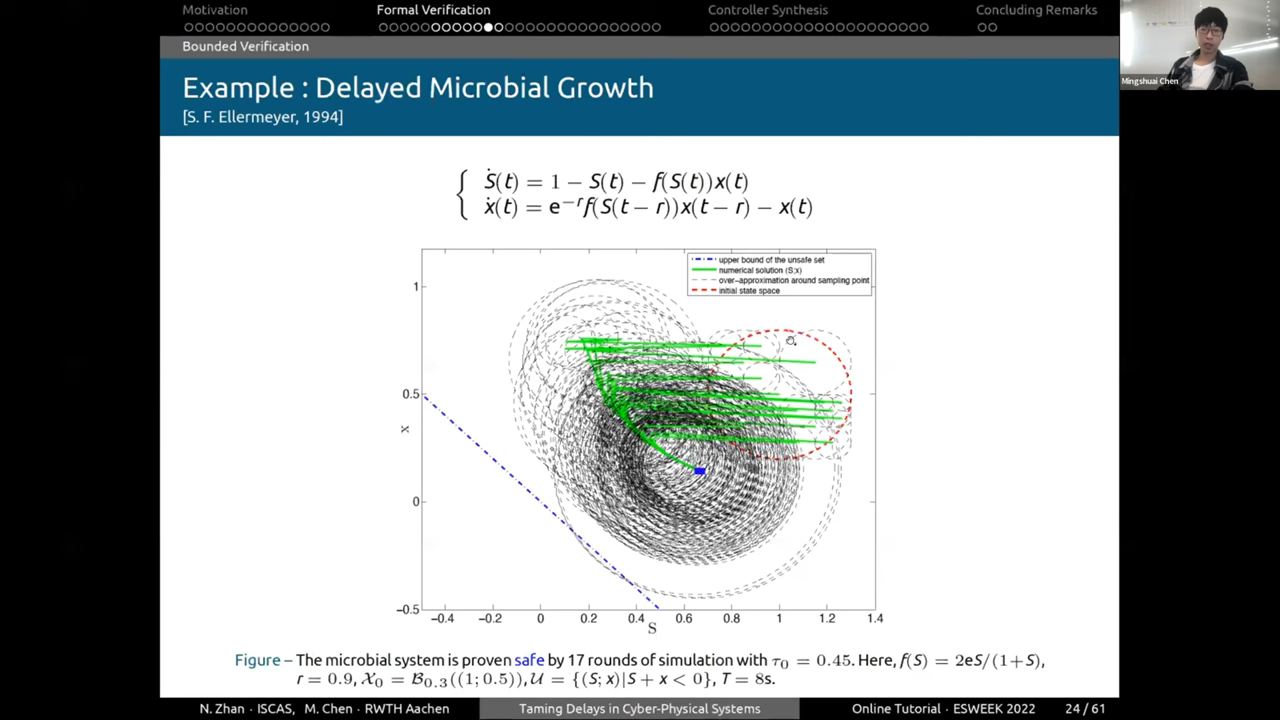 Motivation Formal Verification Controller Synthesis Concluding Remarks
Bounded Verification
Example : Delayed Microbial Growth
[S. F. Ellermeyer, 1994]
Mingshuai Chen
Ṡ(t) = 1 − S(t) − f(S(t))x(t)
ẋ(t) = e⁻ʳf(S(t − r))x(t − r) − x(t)
upper bound of the unsafe set
numerical solution (S;x)
over−approximation around sampling point
initial state space
1
0.5
0
−0.5
x
−0.4 −0.2 0 0.2 0.4 0.6 0.8 1 1.2 1.4
S
Figure – The microbial system is proven safe by 17 rounds of simulation with τ₀ = 0.45. Here, f(S) = 2eS/(1+S),
r = 0.9, 𝒳₀ = ℬ₀.₃((1; 0.5)), 𝒰 = {(S; x)|S + x < 0}, T = 8s.
N. Zhan · ISCAS, M. Chen · RWTH Aachen Taming Delays in Cyber-Physical Systems Online Tutorial · ESWEEK 2022 24 / 61